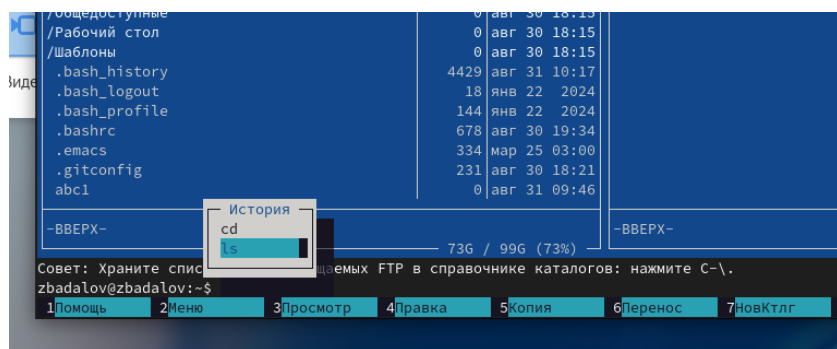 /Общедоступные 0 авг 30 18:15
/Рабочий стол 0 авг 30 18:15
/Шаблоны 0 авг 30 18:15
.bash_history 4429 авг 31 10:17
.bash_logout 18 янв 22 2024
.bash_profile 144 янв 22 2024
.bashrc 678 авг 30 19:34
.emacs 334 мар 25 03:00
.gitconfig 231 авг 30 18:21
abc1 0 авг 31 09:46
История
cd
ls
-ВВЕРХ-
73G / 99G (73%)
-ВВЕРХ-
Совет: Храните спис щаемых FTP в справочнике каталогов: нажмите C-\.
zbadalov@zbadalov:~$
1Помощь 2Меню 3Просмотр 4Правка 5Копия 6Перенос 7НовКтлг